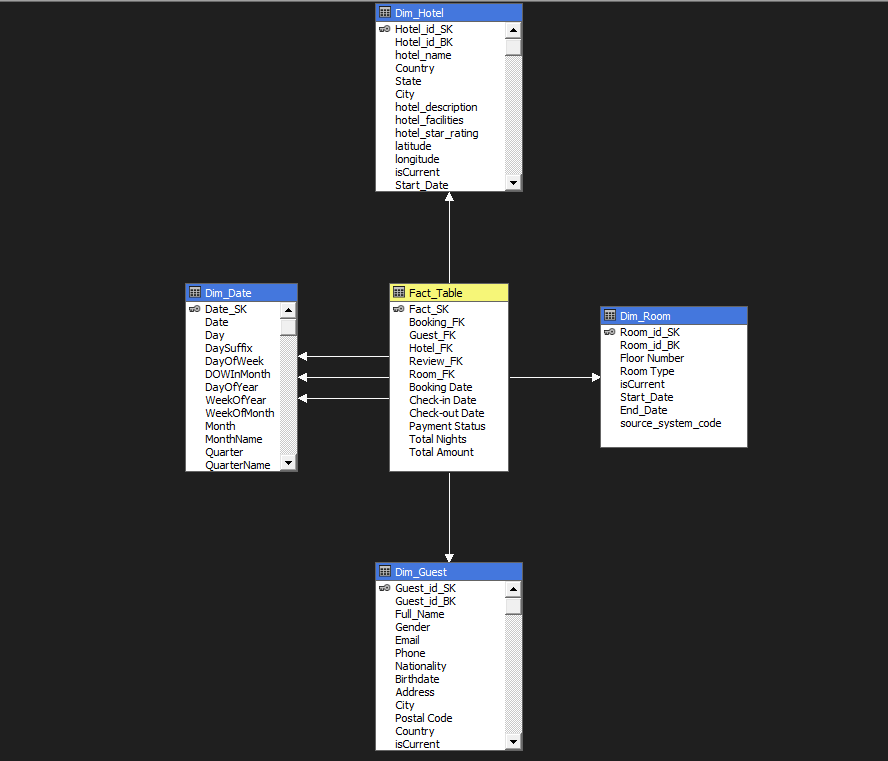 Dim_Hotel
Hotel_id_SK
Hotel_id_BK
hotel_name
Country
State
City
hotel_description
hotel_facilities
hotel_star_rating
latitude
longitude
isCurrent
Start_Date
Dim_Date
Date_SK
Date
Day
DaySuffix
DayOfWeek
DOWInMonth
DayOfYear
WeekOfYear
WeekOfMonth
Month
MonthName
Quarter
QuarterName
Fact_Table
Fact_SK
Booking_FK
Guest_FK
Hotel_FK
Review_FK
Room_FK
Booking Date
Check-in Date
Check-out Date
Payment Status
Total Nights
Total Amount
Dim_Room
Room_id_SK
Room_id_BK
Floor Number
Room Type
isCurrent
Start_Date
End_Date
source_system_code
Dim_Guest
Guest_id_SK
Guest_id_BK
Full_Name
Gender
Email
Phone
Nationality
Birthdate
Address
City
Postal Code
Country
isCurrent